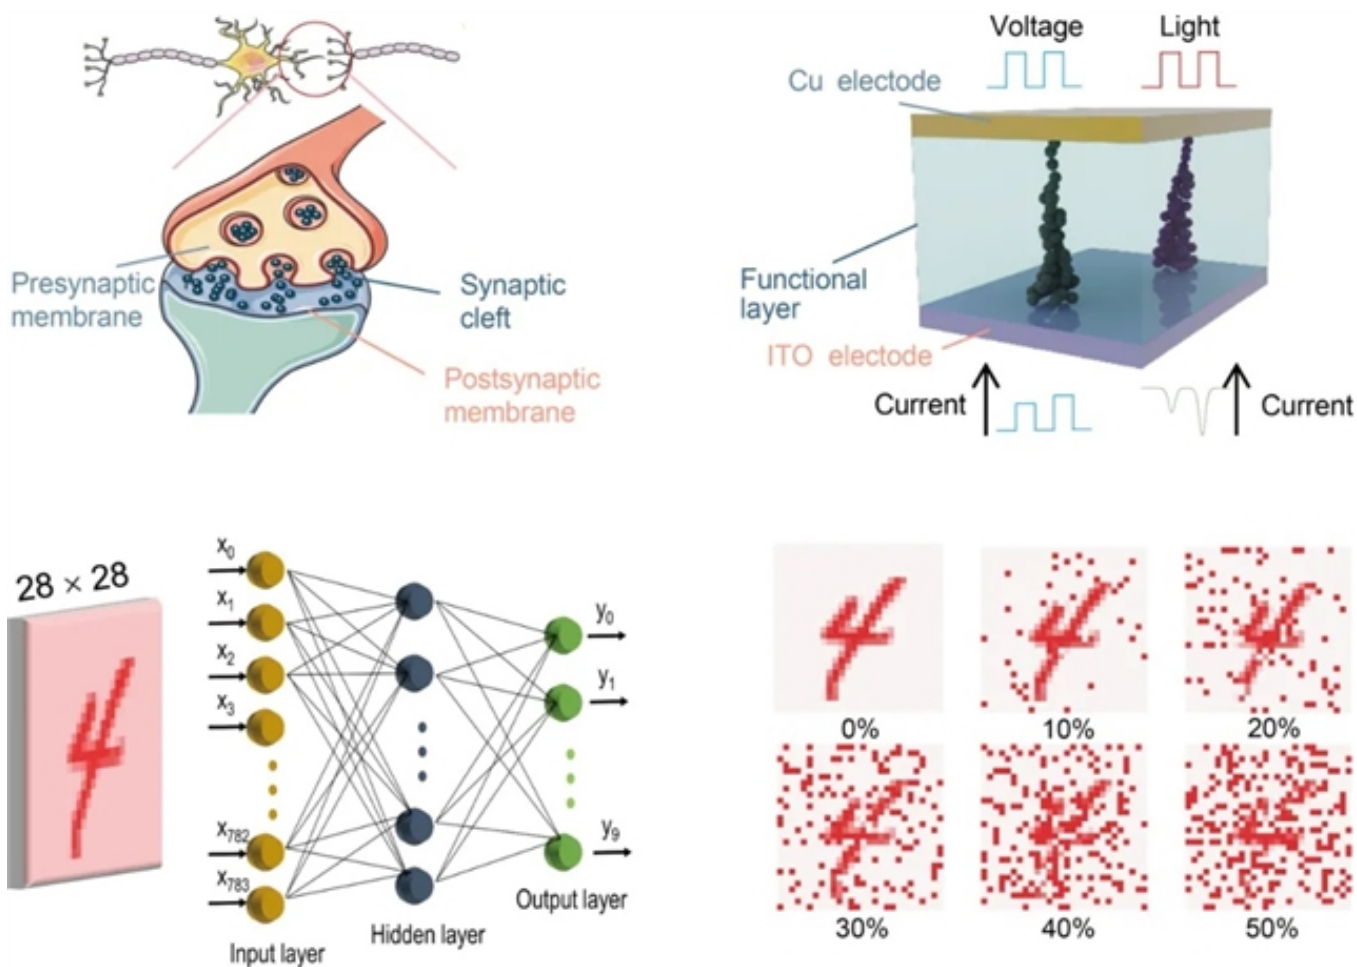 Voltage
Light
Cu electode
Presynaptic
membrane
Synaptic
cleft
Postsynaptic
membrane
Functional
layer
ITO electode
Current
Current
28 × 28
x0
x1
x2
x3
x782
x783
y0
y1
y9
Input layer
Hidden layer
Output layer
0%
10%
20%
30%
40%
50%